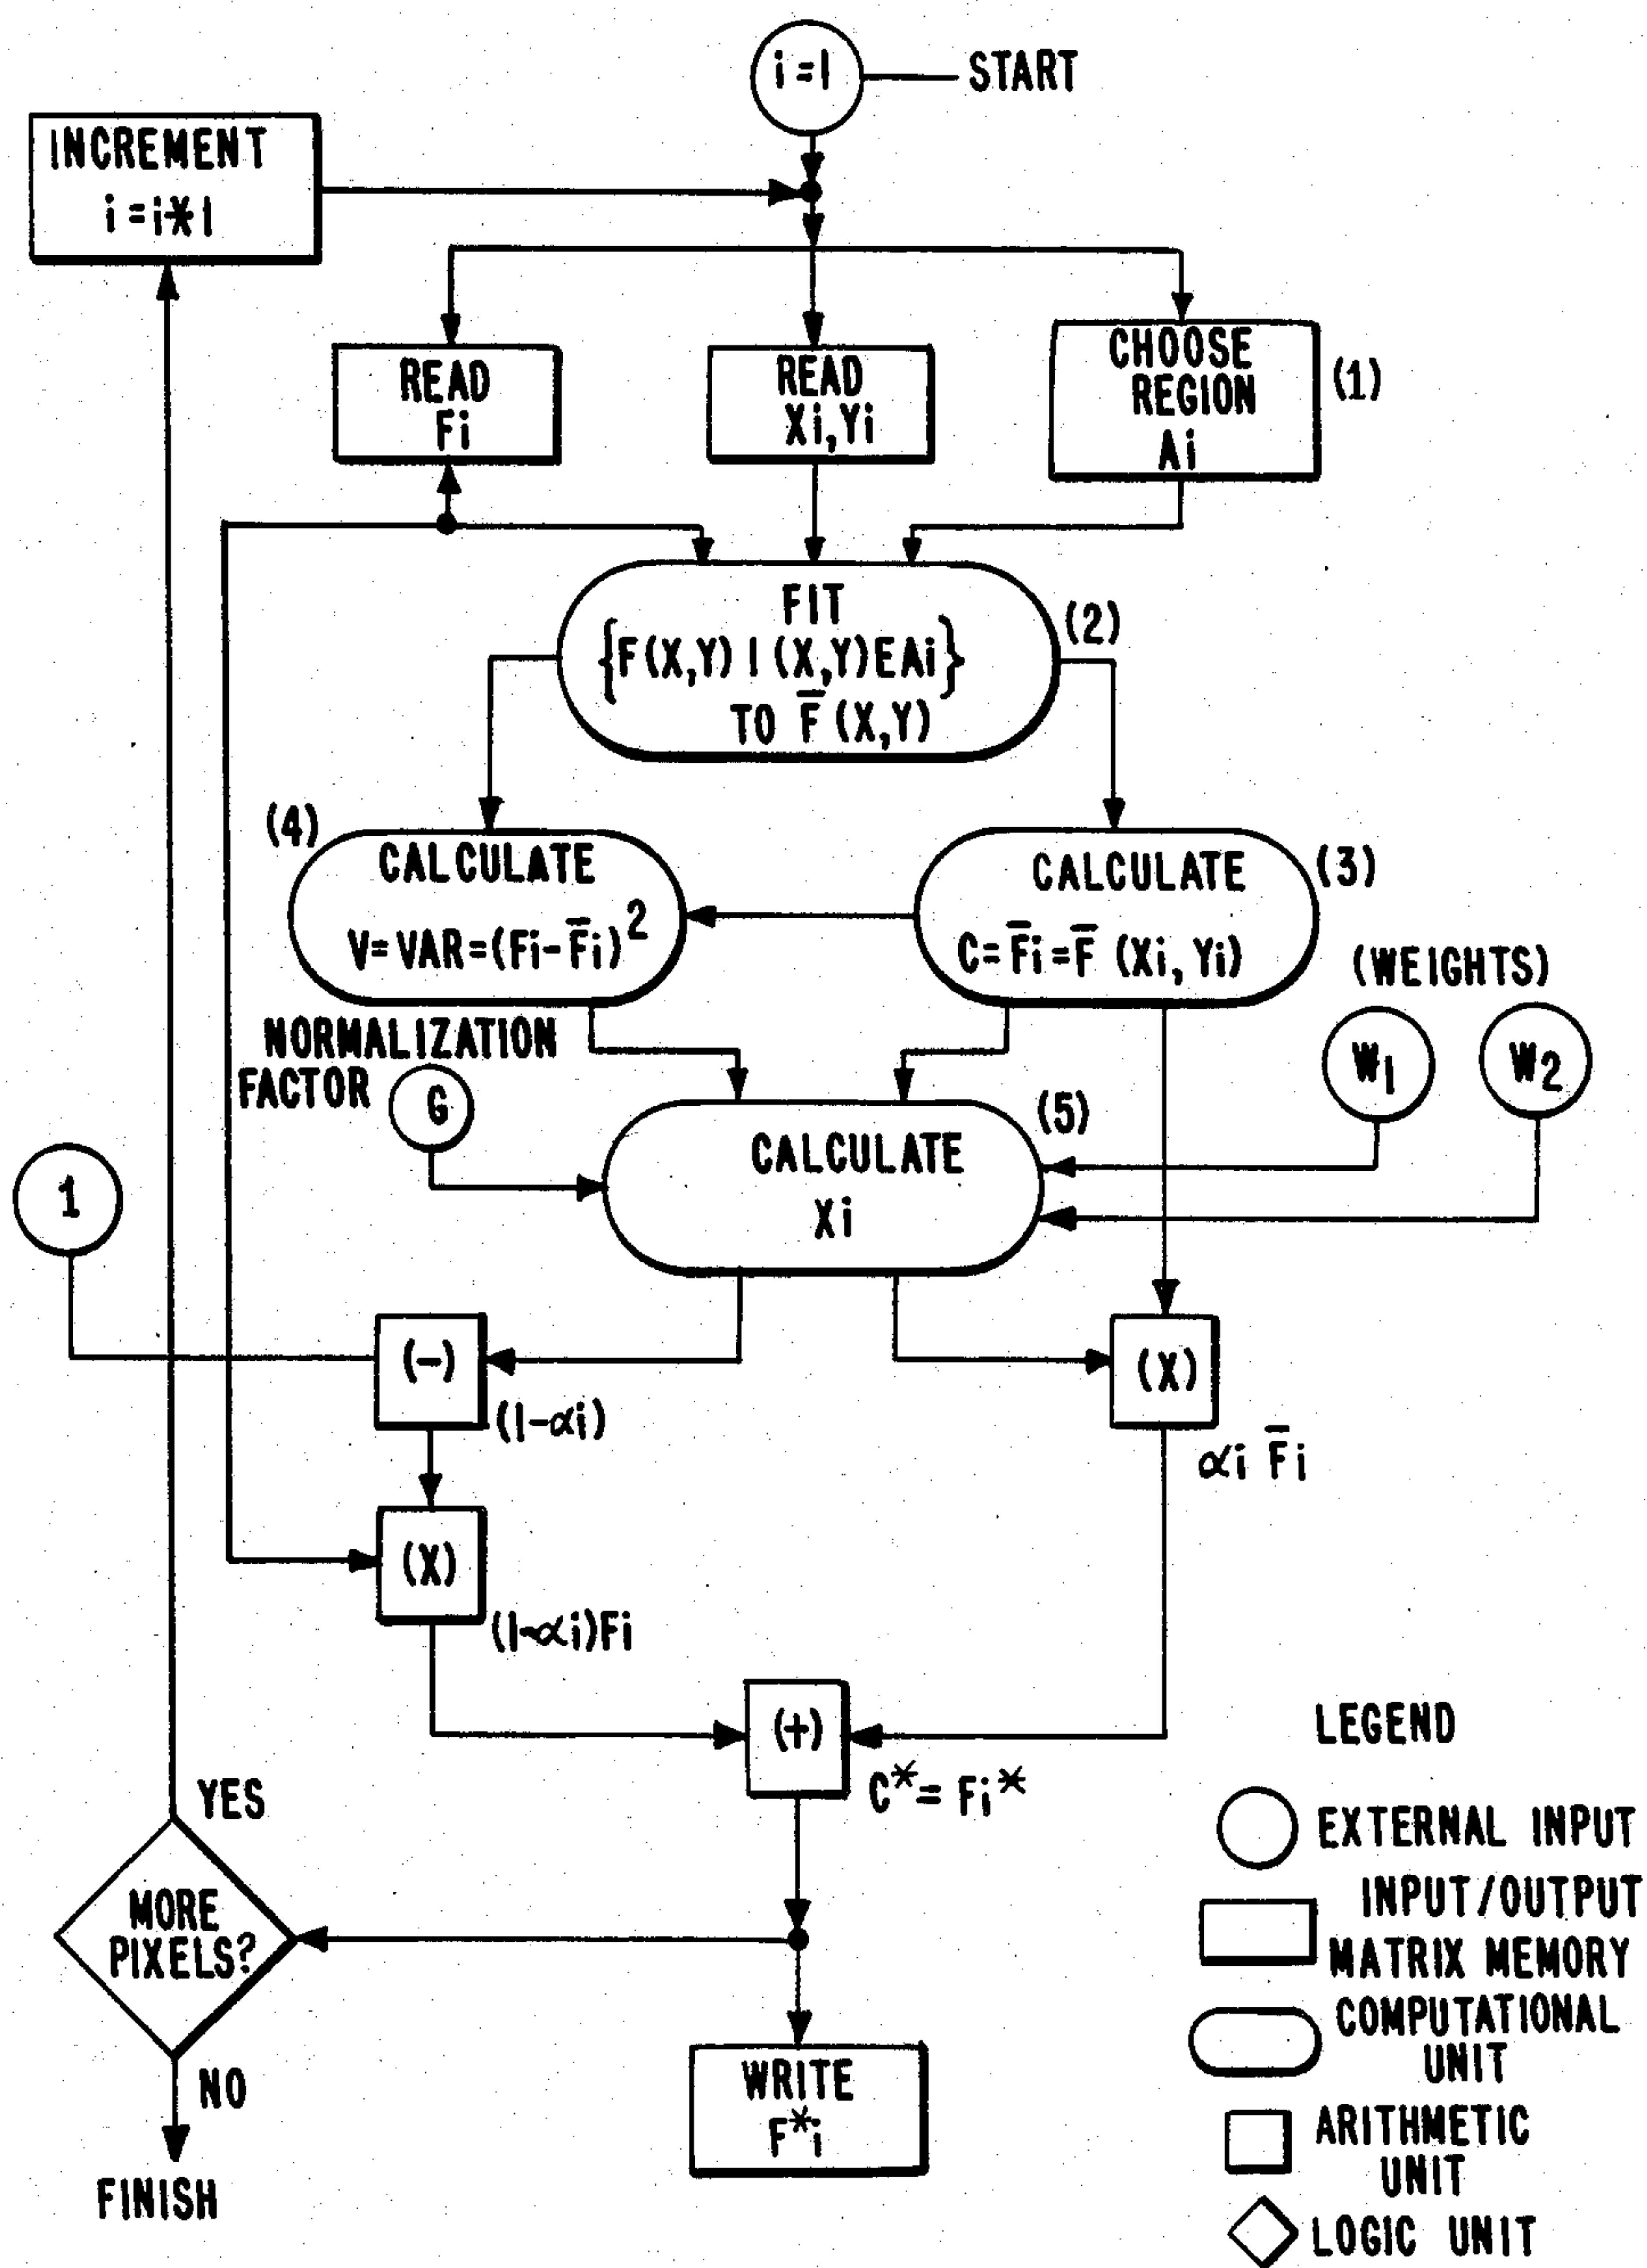 i=1
START
INCREMENT
i=i*1
READ
Fi
READ
Xi,Yi
CHOOSE
REGION
Ai
(1)
FIT
{F(X,Y) | (X,Y)EAi}
TO F̄ (X,Y)
(2)
(4)
CALCULATE
V=VAR=(Fi-F̄i)²
CALCULATE
C=F̄i=F̄ (Xi, Yi)
(3)
(WEIGHTS)
W₁
W₂
NORMALIZATION
FACTOR
G
(5)
CALCULATE
Xi
1
(-)
(1-αi)
(X)
αi F̄i
(X)
(1-αi)Fi
(+)
C*= Fi*
YES
MORE
PIXELS?
NO
FINISH
WRITE
F*i
LEGEND
EXTERNAL INPUT
INPUT/OUTPUT
MATRIX MEMORY
COMPUTATIONAL
UNIT
ARITHMETIC
UNIT
LOGIC UNIT